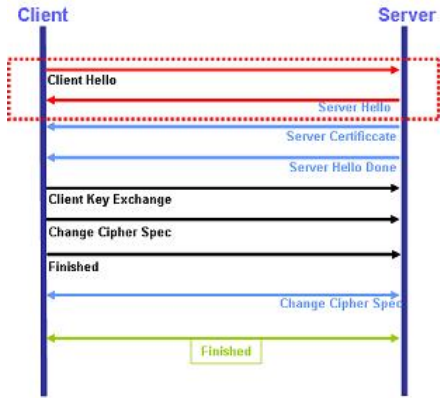 Client
Server
Client Hello
Server Hello
Server Certificcate
Server Hello Done
Client Key Exchange
Change Cipher Spec
Finished
Change Cipher Spec
Finished